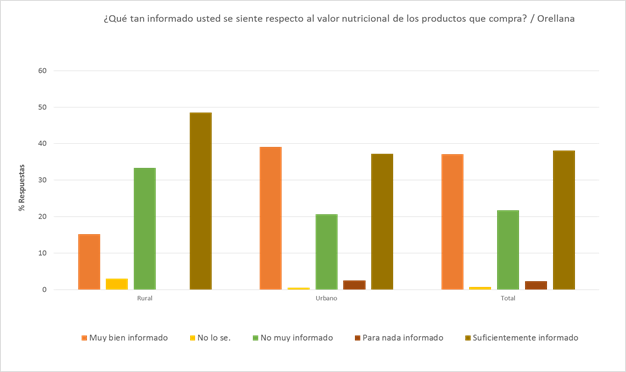 ¿Qué tan informado usted se siente respecto al valor nutricional de los productos que compra? / Orellana
60
50
40
30
20
10
0
% Respuestas
Rural
Urbano
Total
Muy bien informado
No lo se.
No muy informado
Para nada informado
Suficientemente informado